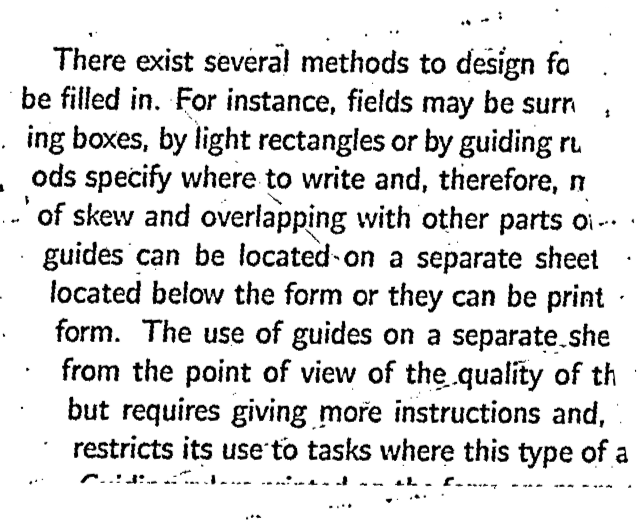 There exist several methods to design fo
be filled in. For instance, fields may be surr
ing boxes, by light rectangles or by guiding ru
ods specify where to write and, therefore, m
of skew and overlapping with other parts o
guides can be located on a separate sheet
located below the form or they can be print
form. The use of guides on a separate she
from the point of view of the quality of th
but requires giving more instructions and,
restricts its use to tasks where this type of a